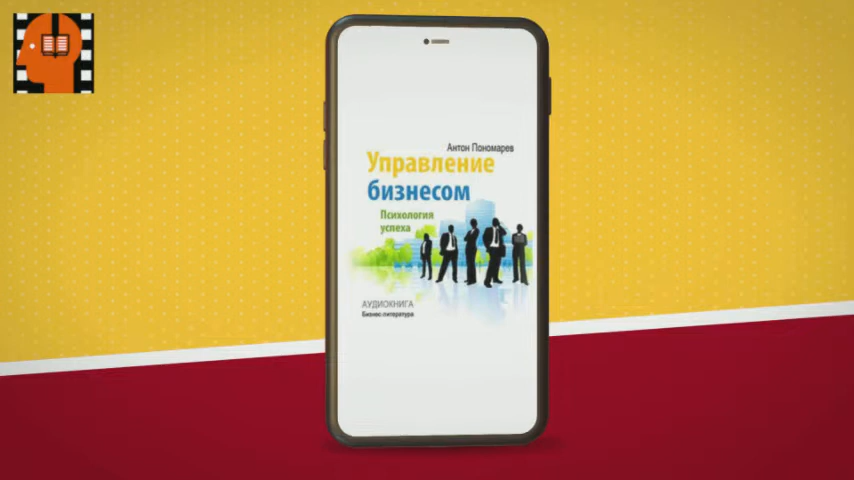 Антон Пономарев
Управление
бизнесом
Психология
успеха
АУДИОКНИГА
Бизнес-литература